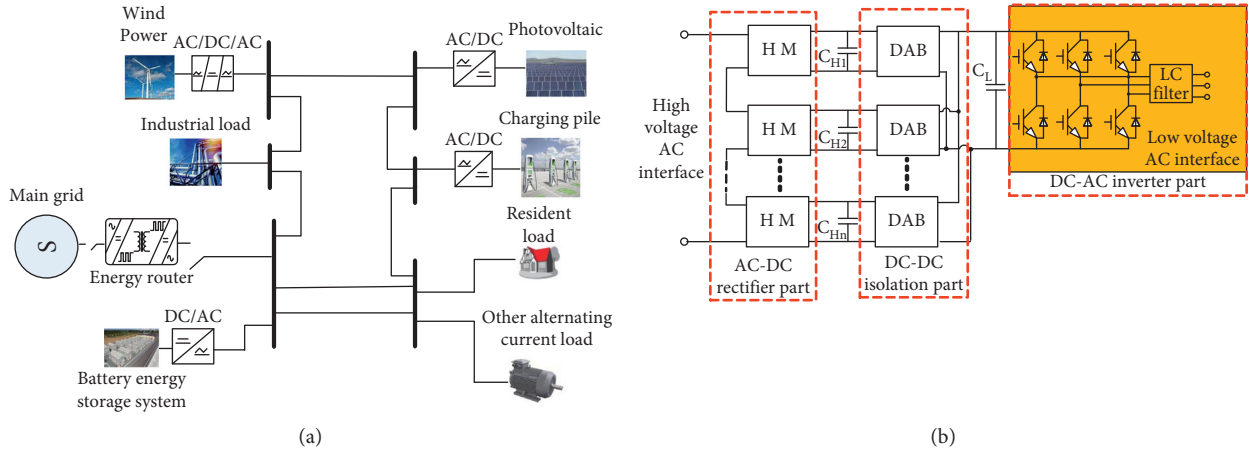 Wind
Power
AC/DC/AC
Industrial load
Main grid
S
Energy router
DC/AC
Battery energy
storage system
AC/DC
Photovoltaic
AC/DC
Charging pile
Resident
load
Other alternating
current load
(a)
High
voltage
AC
interface
H M
H M
H M
AC-DC
rectifier part
C_H1
C_H2
C_Hn
DAB
DAB
DAB
DC-DC
isolation part
C_L
LC
filter
Low voltage
AC interface
DC-AC inverter part
(b)